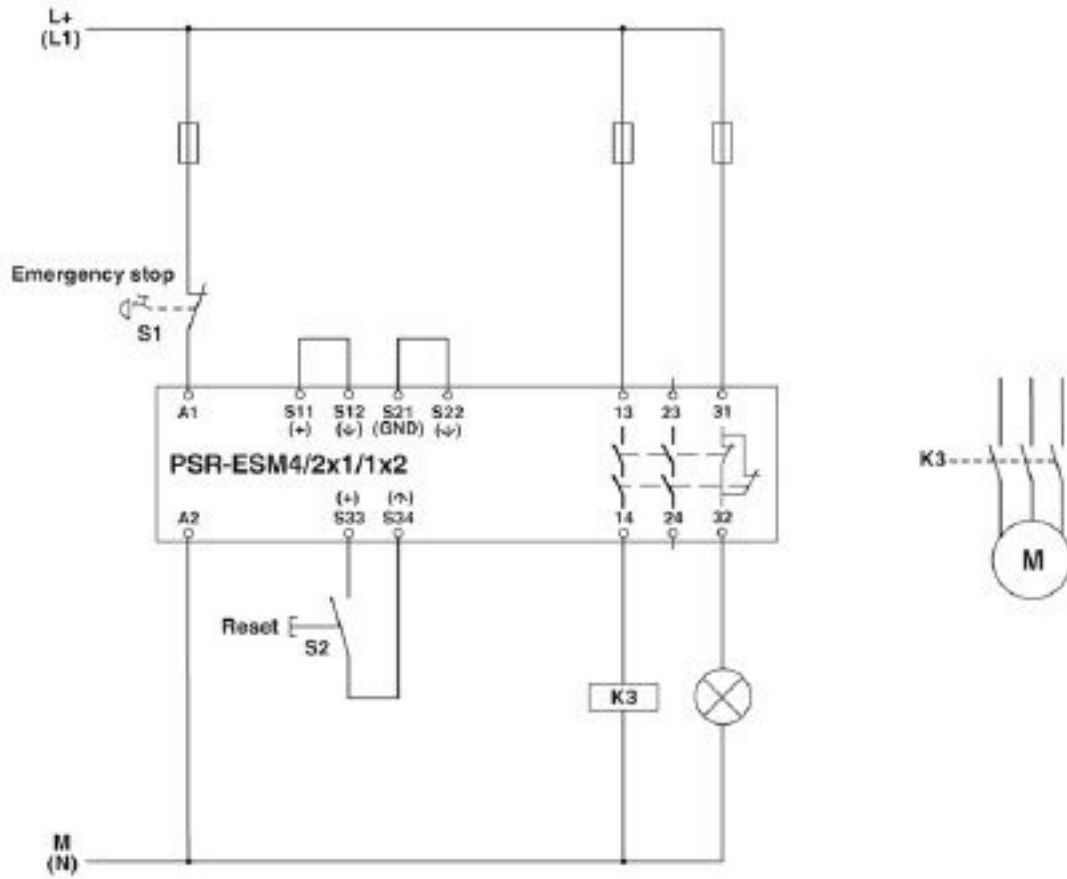 L+
(L1)
Emergency stop
S1
A1 S11 S12 S21 S22 13 23 31
(+) (↓) (GND) (↓)
PSR-ESM4/2x1/1x2
K3
(+) (↑)
A2 S33 S34 14 24 32
M
Reset
S2
K3
M
(N)